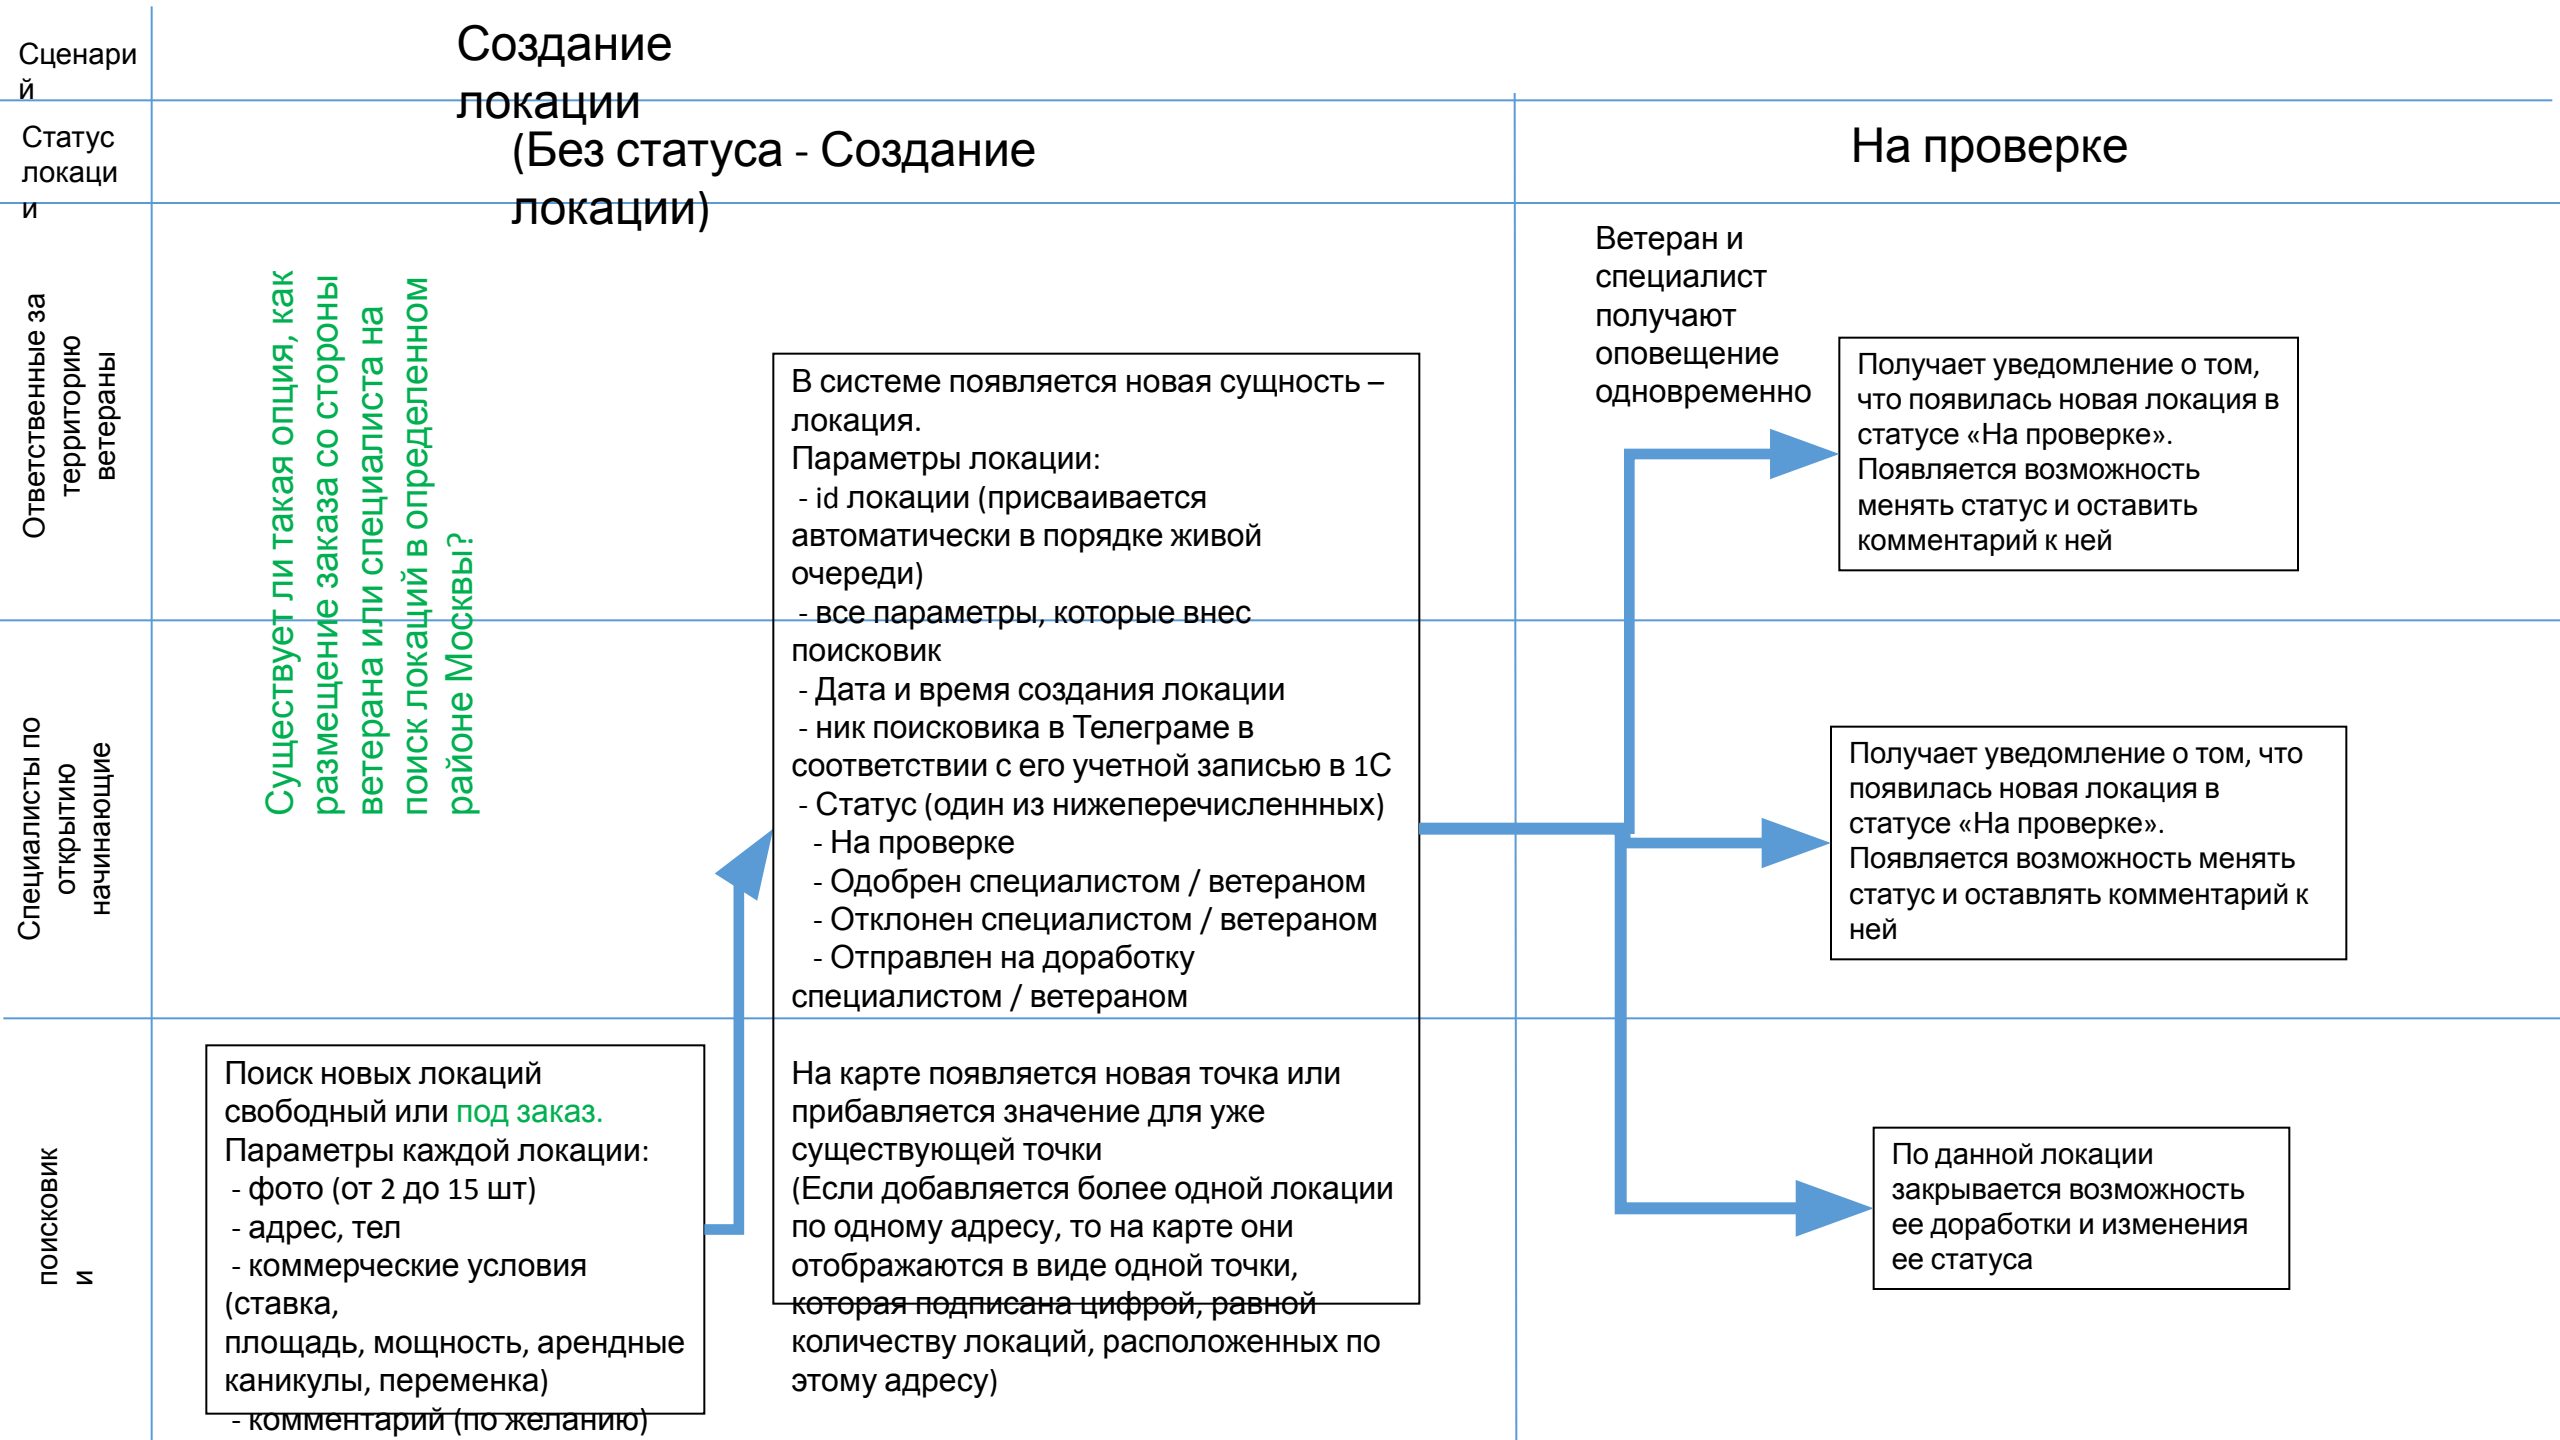 Сценари
й
Создание
локации
Статус
локаци
и
(Без статуса - Создание
локации)
На проверке
Ответственные за
территорию
ветераны
Существует ли такая опция, как
размещение заказа со стороны
ветерана или специалиста на
поиск локаций в определенном
районе Москвы?
В системе появляется новая сущность –
локация.
Параметры локации:
- id локации (присваивается
автоматически в порядке живой
очереди)
- все параметры, которые внес
поисковик
- Дата и время создания локации
- ник поисковика в Телеграме в
соответствии с его учетной записью в 1С
- Статус (один из нижеперечисленнных)
- На проверке
- Одобрен специалистом / ветераном
- Отклонен специалистом / ветераном
- Отправлен на доработку
специалистом / ветераном
На карте появляется новая точка или
прибавляется значение для уже
существующей точки
(Если добавляется более одной локации
по одному адресу, то на карте они
отображаются в виде одной точки,
которая подписана цифрой, равной
количеству локаций, расположенных по
этому адресу)
Ветеран и
специалист
получают
оповещение
одновременно
Получает уведомление о том,
что появилась новая локация в
статусе «На проверке».
Появляется возможность
менять статус и оставить
комментарий к ней
Специалисты по
открытию
начинающие
Получает уведомление о том, что
появилась новая локация в
статусе «На проверке».
Появляется возможность менять
статус и оставлять комментарий к
ней
поисковик
и
Поиск новых локаций
свободный или под заказ.
Параметры каждой локации:
- фото (от 2 до 15 шт)
- адрес, тел
- коммерческие условия
(ставка,
площадь, мощность, арендные
каникулы, переменка)
- комментарий (по желанию)
По данной локации
закрывается возможность
ее доработки и изменения
ее статуса